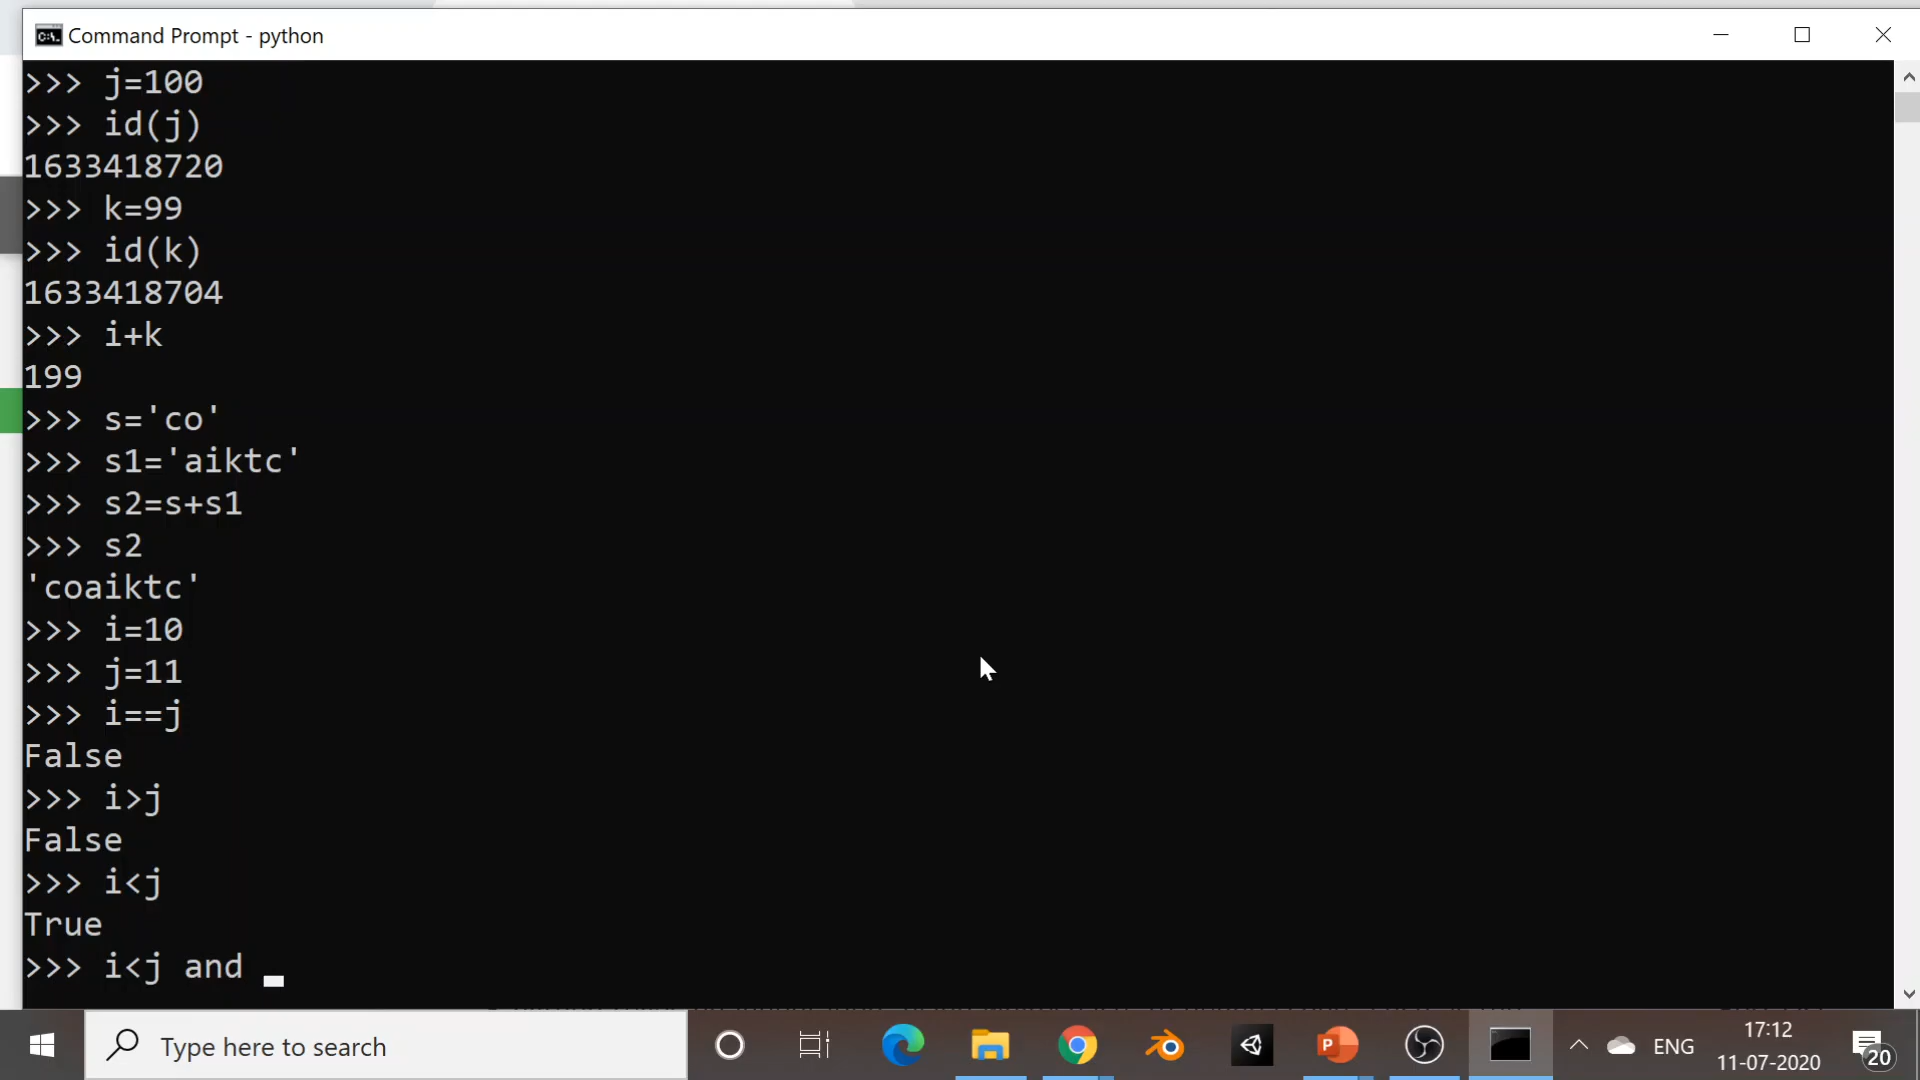 Command Prompt - python
>>> j=100
>>> id(j)
1633418720
>>> k=99
>>> id(k)
1633418704
>>> i+k
199
>>> s='co'
>>> s1='aiktc'
>>> s2=s+s1
>>> s2
'coaiktc'
>>> i=10
>>> j=11
>>> i==j
False
>>> i>j
False
>>> i<j
True
>>> i<j and
Type here to search
ENG
17:12
11-07-2020
20